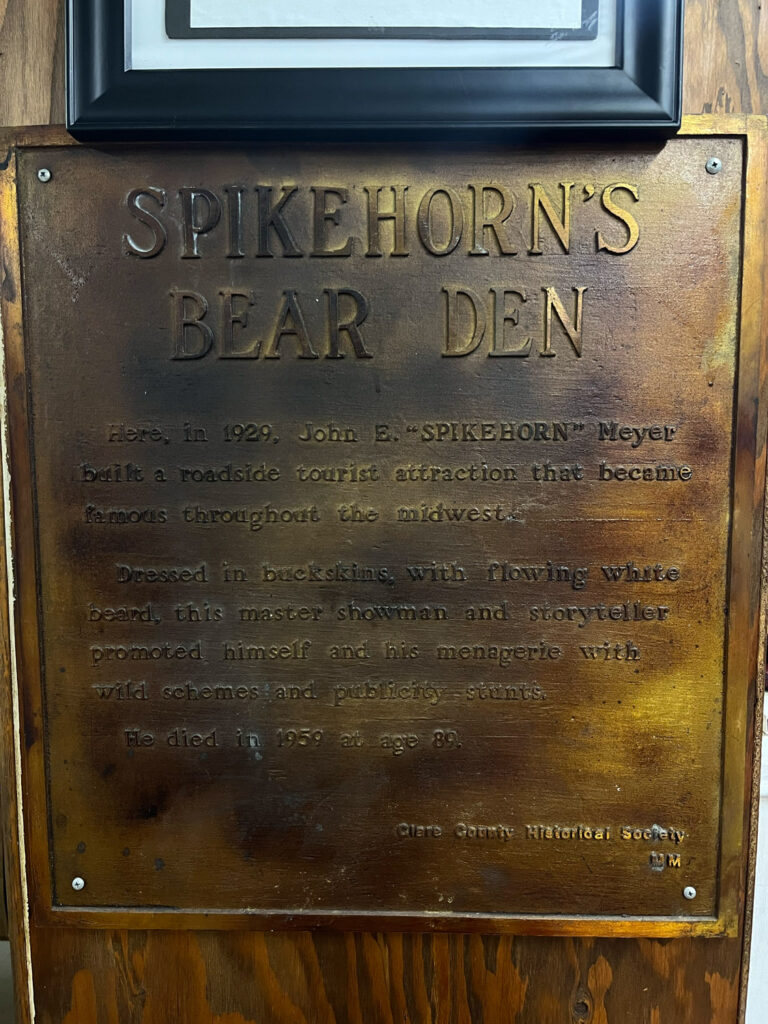 SPIKEHORN'S
BEAR DEN
Here, in 1929, John E. "SPIKEHORN" Meyer
built a roadside tourist attraction that became
famous throughout the midwest.
Dressed in buckskins, with flowing white
beard, this master showman and storyteller
promoted himself and his menagerie with
wild schemes and publicity stunts.
He died in 1959 at age 89.
Clare County Historical Society